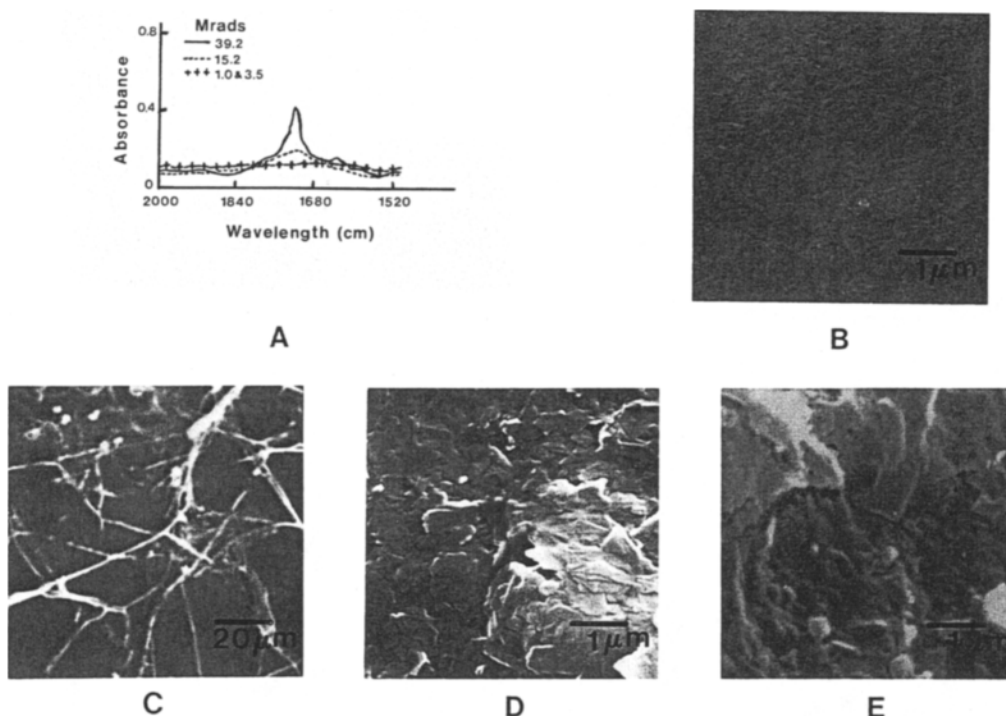 Mrads
39.2
15.2
1.0&3.5
0.8
0.4
0
Absorbance
2000 1840 1680 1520
Wavelength (cm)
A
1μm
B
20μm
C
1μm
D
E